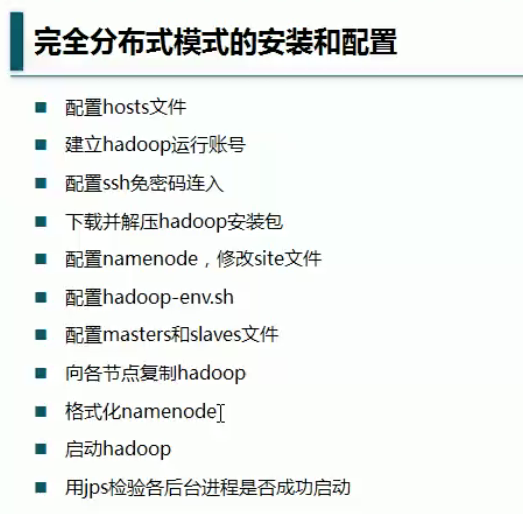 完全分布式模式的安装和配置
配置hosts文件
建立hadoop运行账号
配置ssh免密码连入
下载并解压hadoop安装包
配置namenode，修改site文件
配置hadoop-env.sh
配置masters和slaves文件
向各节点复制hadoop
格式化namenode
启动hadoop
用jps检验各后台进程是否成功启动